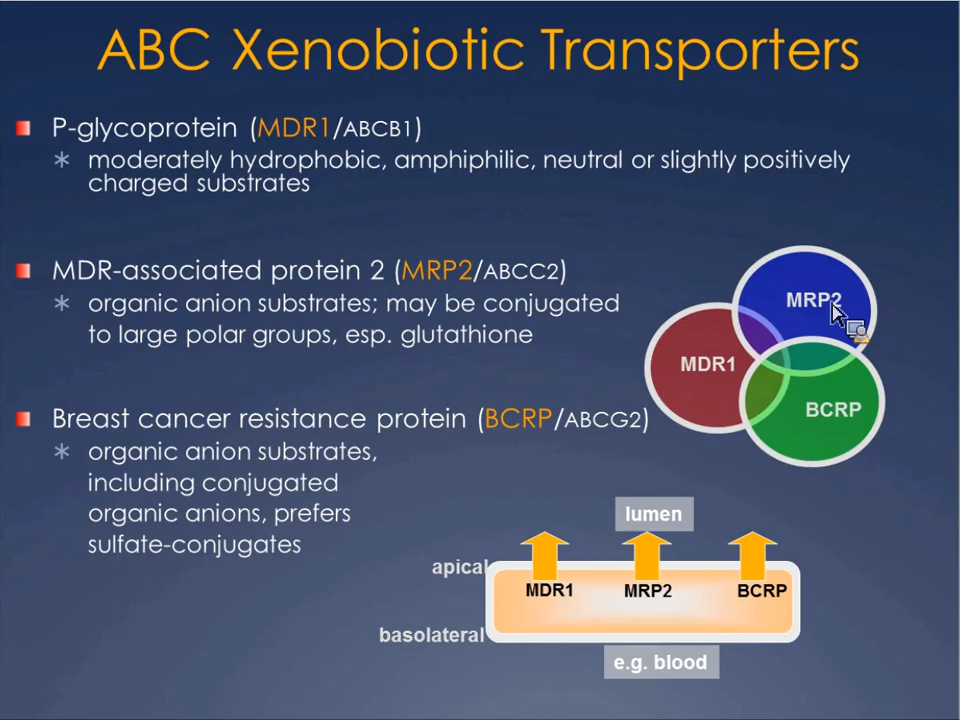 ABC Xenobiotic Transporters
P-glycoprotein (MDR1/ABCB1)
moderately hydrophobic, amphiphilic, neutral or slightly positively
charged substrates
MDR-associated protein 2 (MRP2/ABCC2)
organic anion substrates; may be conjugated
to large polar groups, esp. glutathione
Breast cancer resistance protein (BCRP/ABCG2)
organic anion substrates,
including conjugated
organic anions, prefers
sulfate-conjugates
MRP2
MDR1
BCRP
lumen
apical
MDR1 MRP2 BCRP
basolateral
e.g. blood